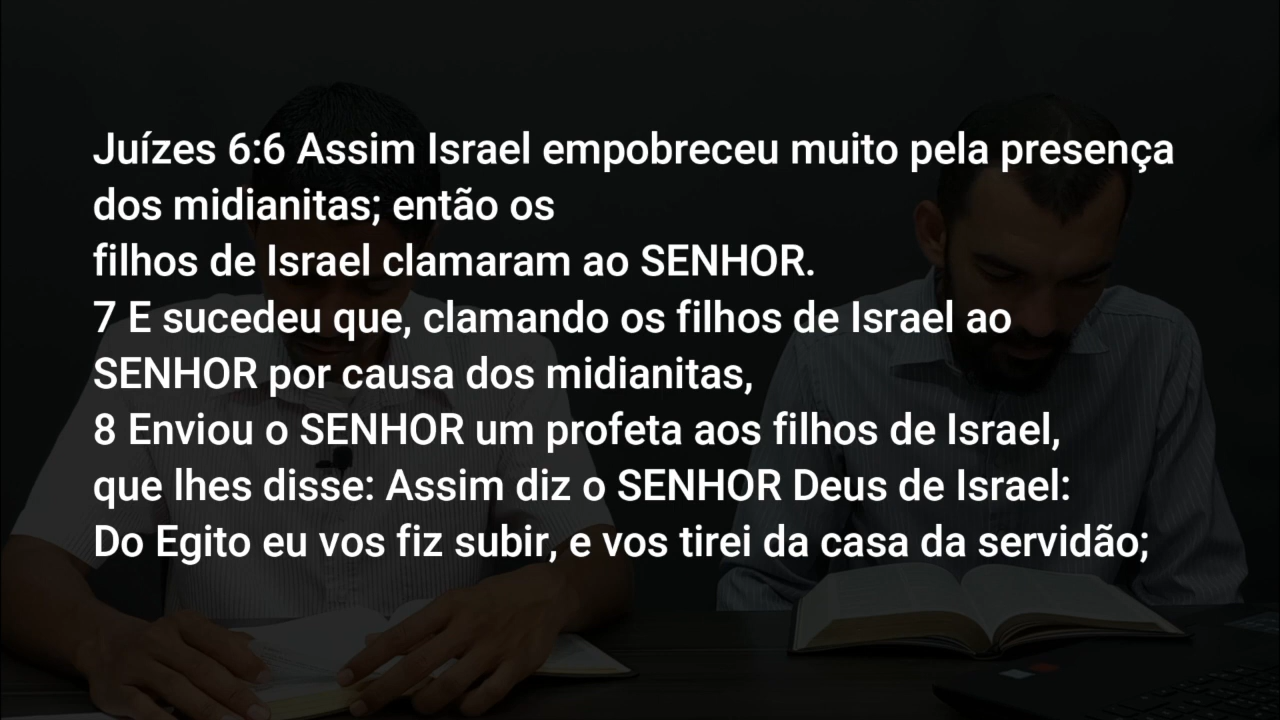 Juízes 6:6 Assim Israel empobreceu muito pela presença
dos midianitas; então os
filhos de Israel clamaram ao SENHOR.
7 E sucedeu que, clamando os filhos de Israel ao
SENHOR por causa dos midianitas,
8 Enviou o SENHOR um profeta aos filhos de Israel,
que lhes disse: Assim diz o SENHOR Deus de Israel:
Do Egito eu vos fiz subir, e vos tirei da casa da servidão;